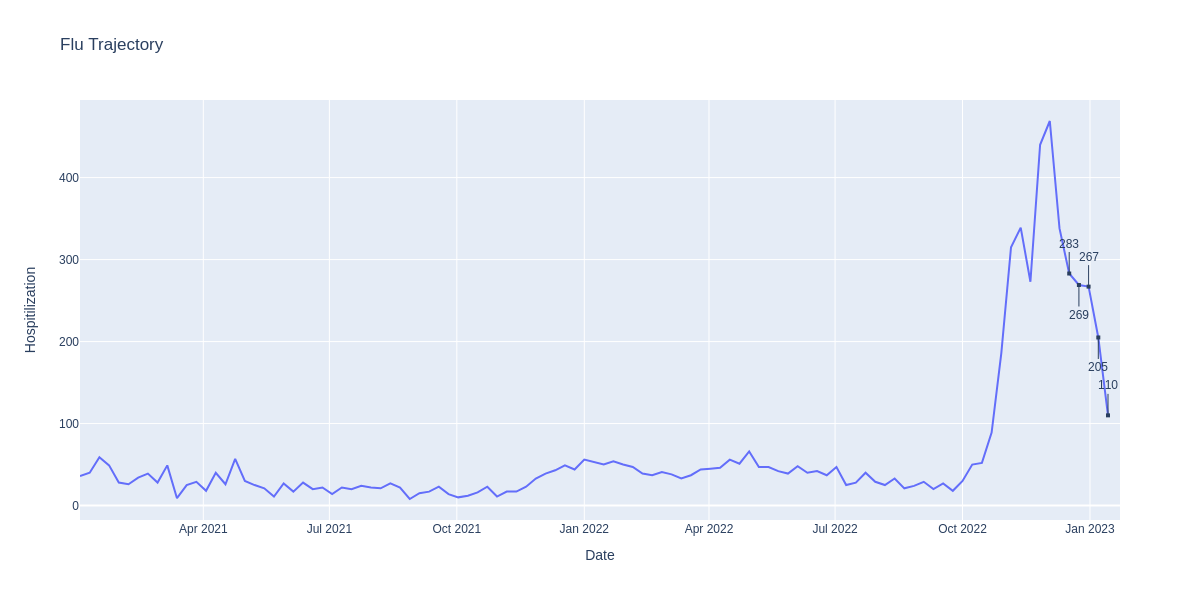 Flu Trajectory
Hospitilization
400
300
200
100
0
283
267
269
205
110
Apr 2021
Jul 2021
Oct 2021
Jan 2022
Apr 2022
Jul 2022
Oct 2022
Jan 2023
Date